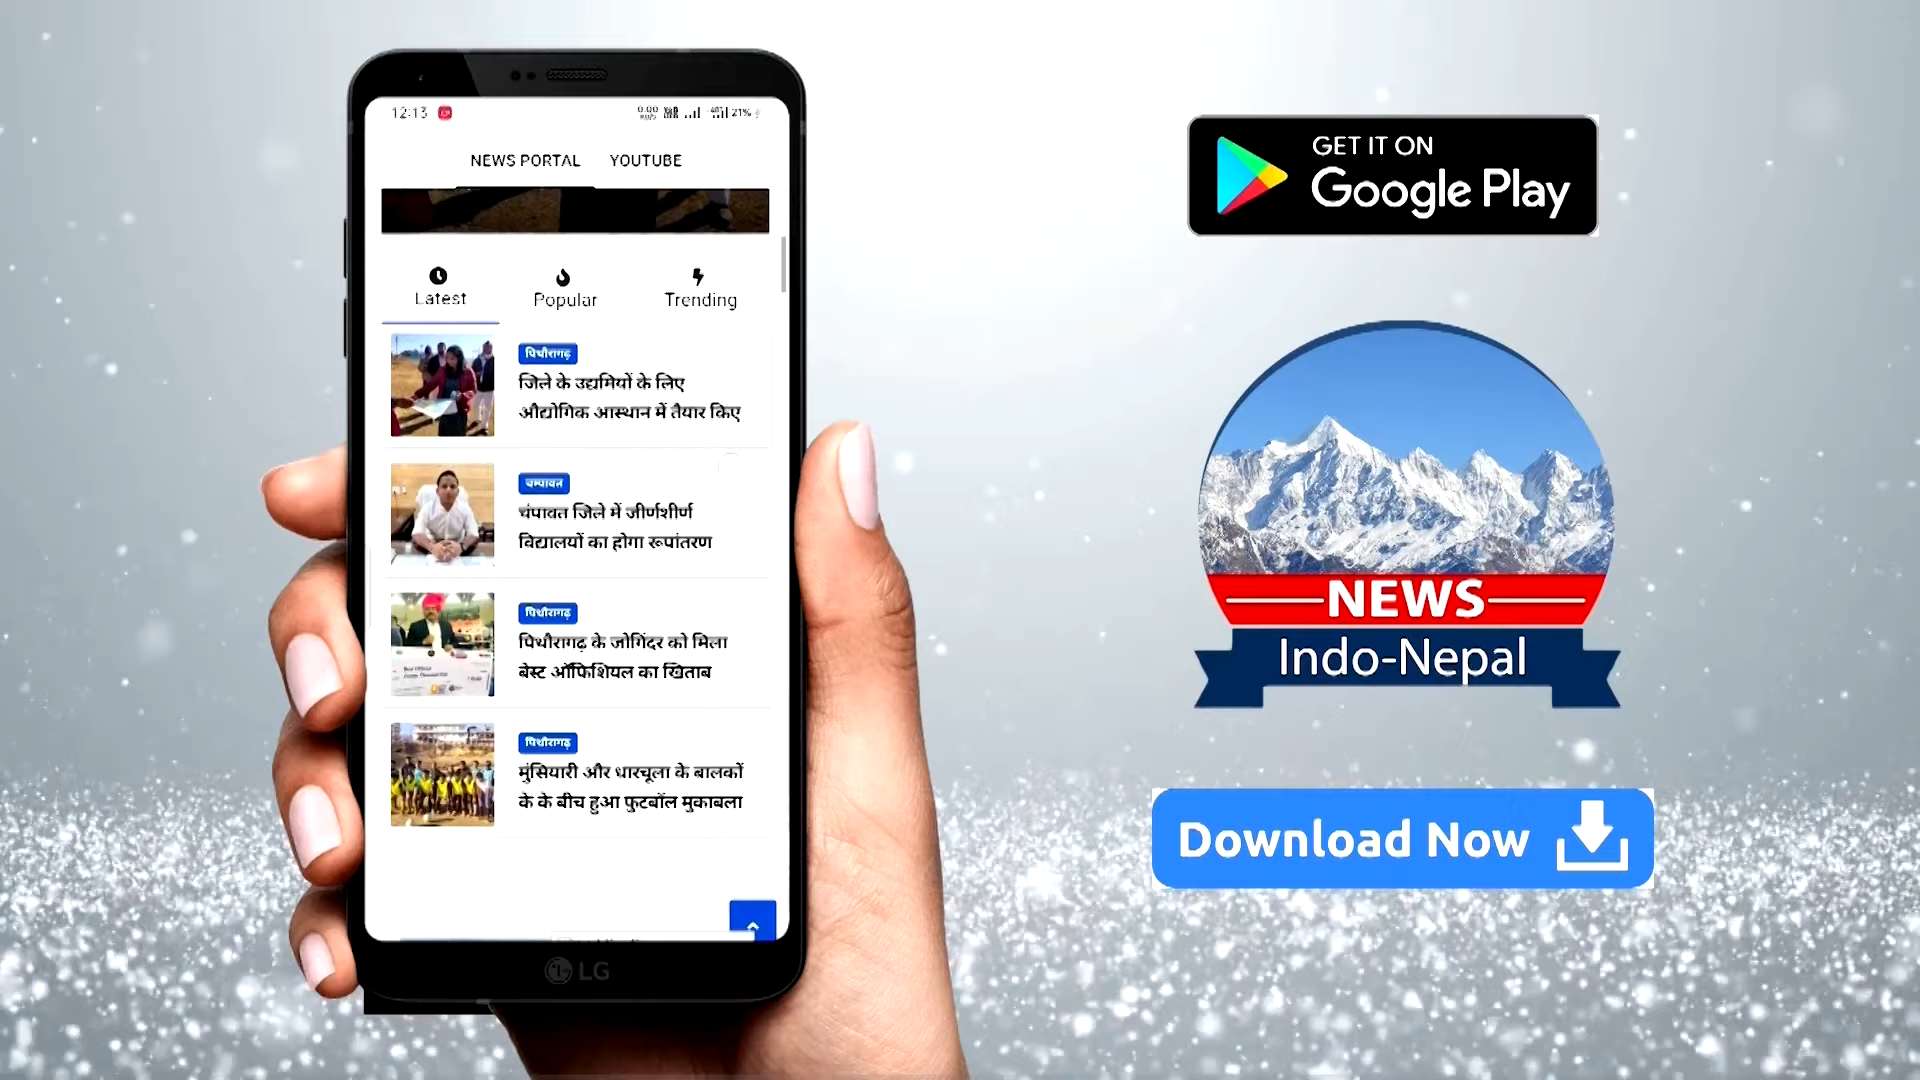 12:13
21%
NEWS PORTAL YOUTUBE
Latest Popular Trending
पिथौरागढ़
जिले के उद्यमियों के लिए
औद्योगिक आस्थान में तैयार किए
चम्पावत
चंपावत जिले में जीर्णशीर्ण
विद्यालयों का होगा रूपांतरण
पिथौरागढ़
पिथौरागढ़ के जोगिंदर को मिला
बेस्ट ऑफिशियल का खिताब
पिथौरागढ़
मुंसियारी और धारचूला के बालकों
के के बीच हुआ फुटबॉल मुकाबला
LG
GET IT ON
Google Play
NEWS
Indo-Nepal
Download Now